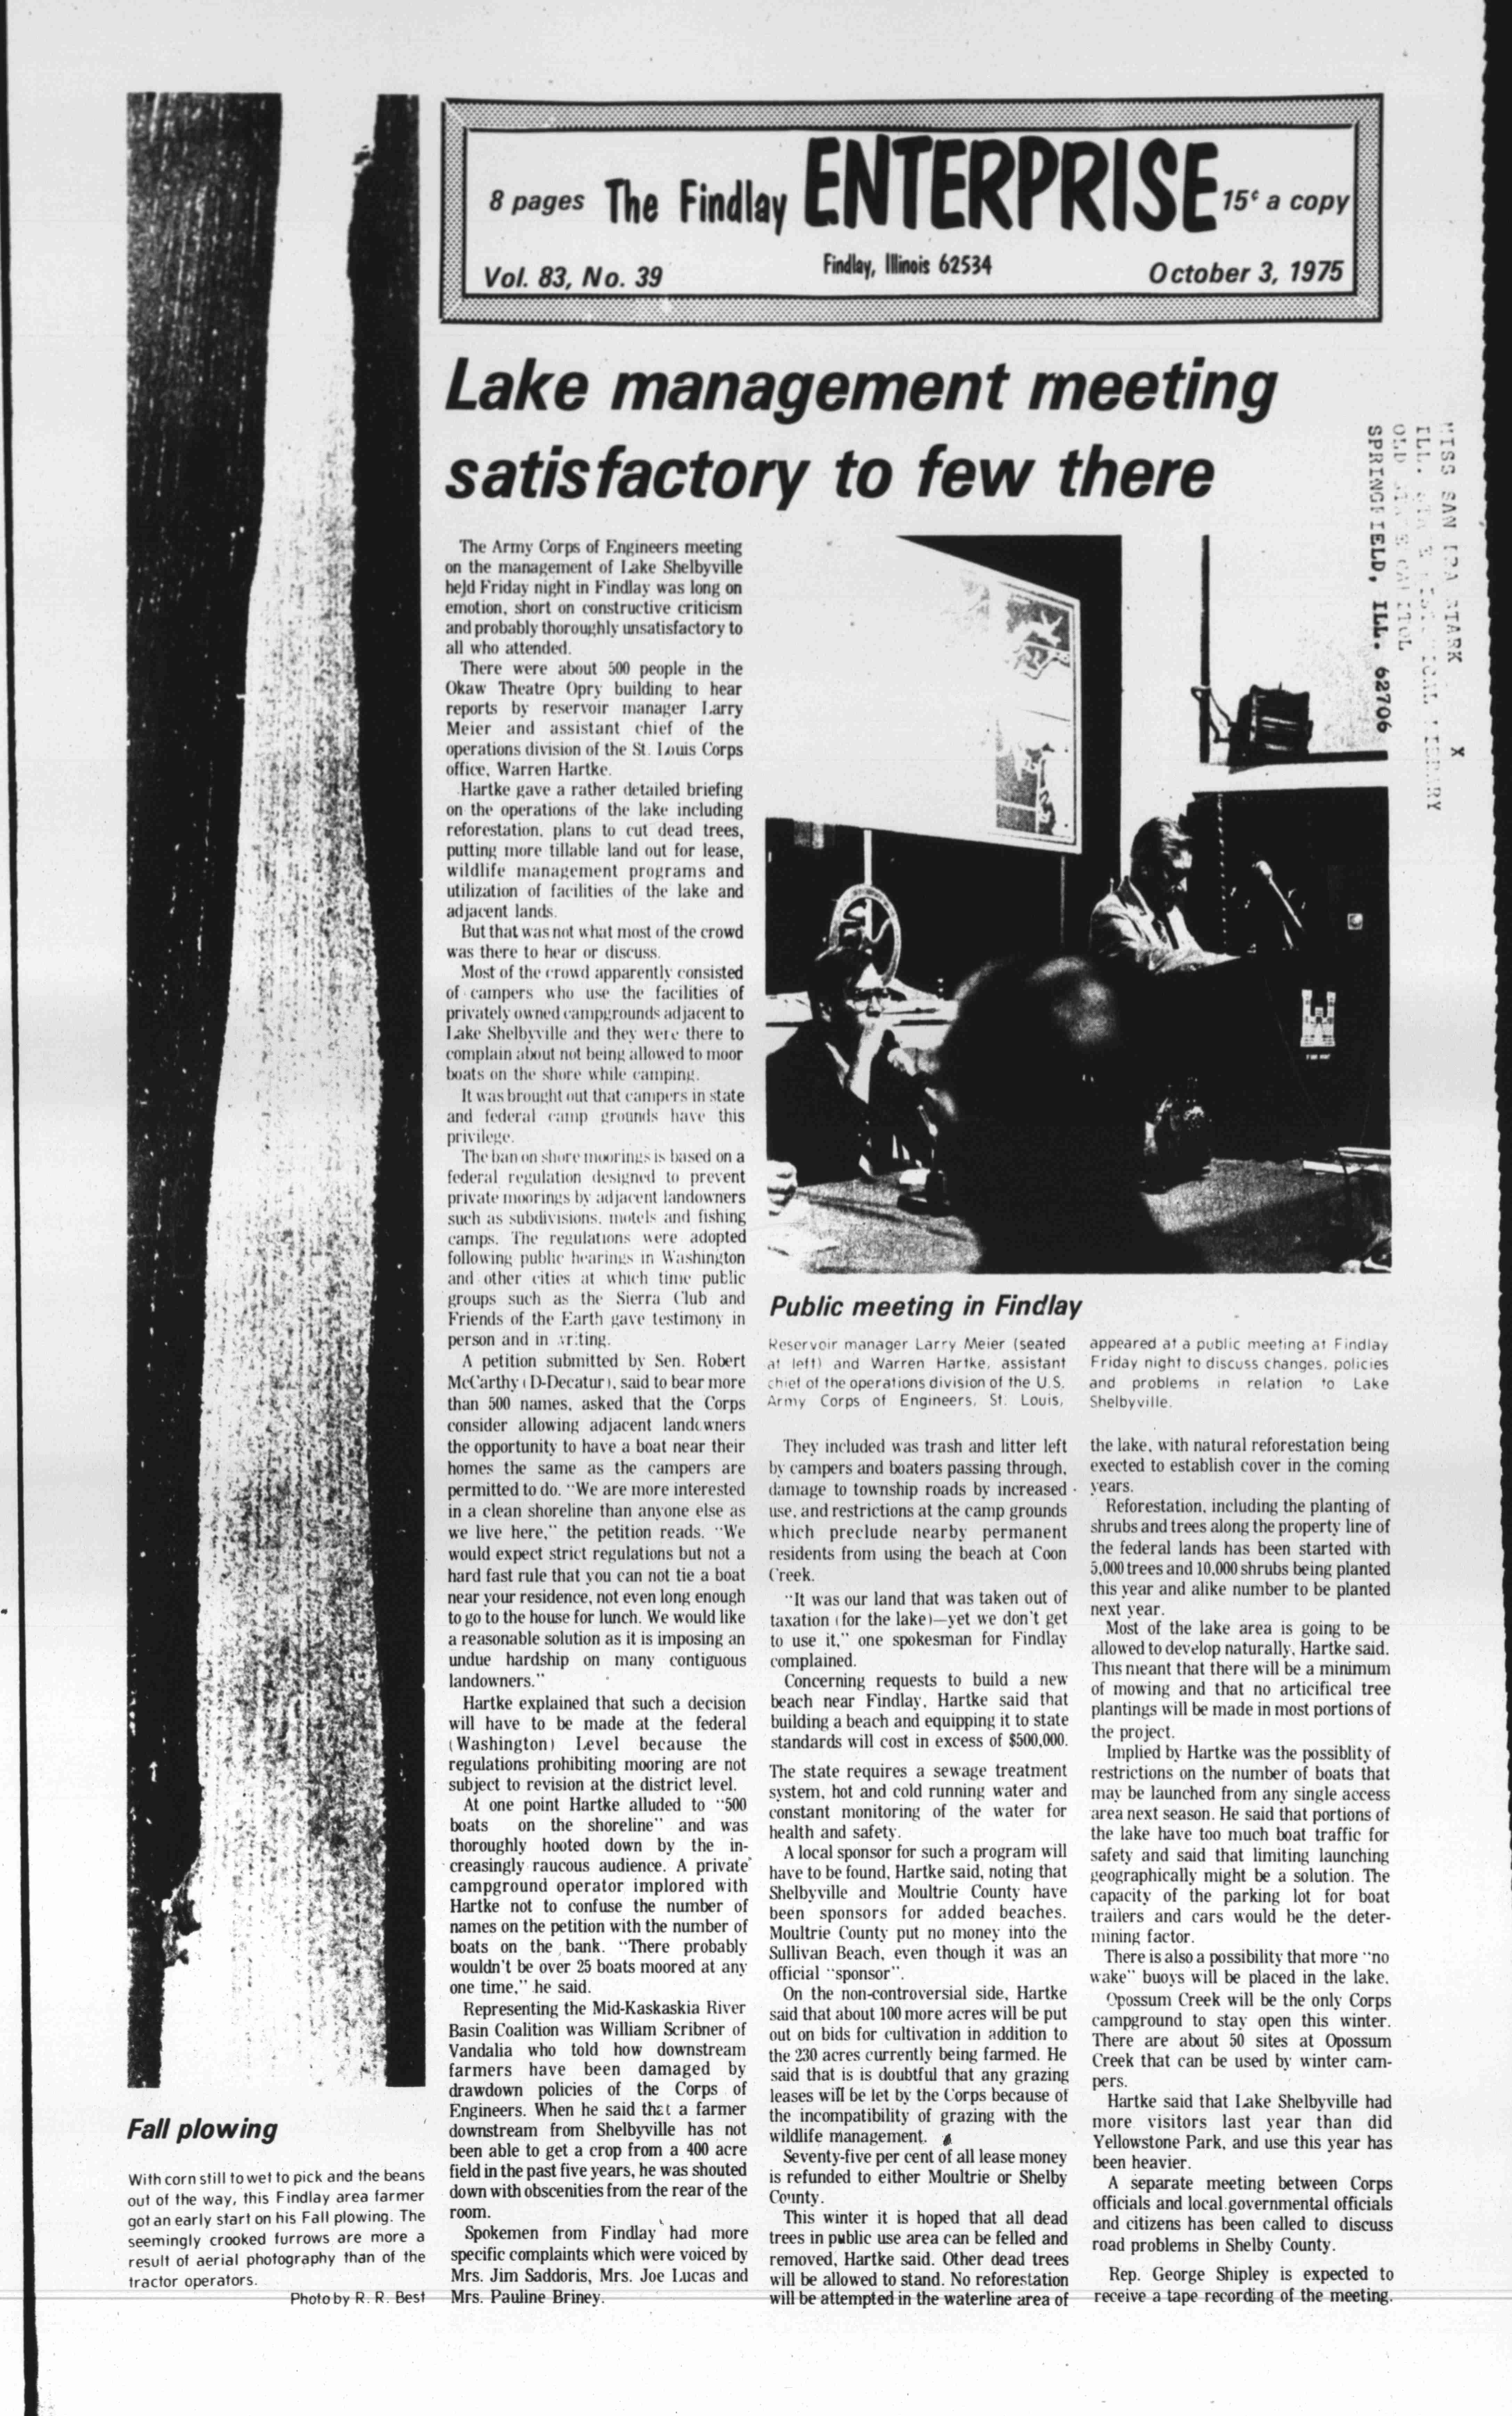 8 pages The Findlay ENTERPRISE 15¢ a copy
Vol. 83, No. 39
Findlay, Illinois 62534
October 3, 1975
Lake management meeting
satisfactory to few there
SPRINGFIELD, ILL. 62706
The Army Corps of Engineers meeting
on the management of Lake Shelbyville
held Friday night in Findlay was long on
emotion, short on constructive criticism
and probably thoroughly unsatisfactory to
all who attended.
There were about 500 people in the
Okaw Theatre Opry building to hear
reports by reservoir manager Larry
Meier and assistant chief of the
operations division of the St. Louis Corps
office, Warren Hartke.
Hartke gave a rather detailed briefing
on the operations of the lake including
reforestation, plans to cut dead trees,
putting more tillable land out for lease,
wildlife management programs and
utilization of facilities of the lake and
adjacent lands.
But that was not what most of the crowd
was there to hear or discuss.
Most of the crowd apparently consisted
of campers who use the facilities of
privately owned campgrounds adjacent to
Lake Shelbyville and they were there to
complain about not being allowed to moor
boats on the shore while camping.
It was brought out that campers in state
and federal camp grounds have this
privilege.
The ban on shore moorings is based on a
federal regulation designed to prevent
private moorings by adjacent landowners
such as subdivisions, motels and fishing
camps. The regulations were adopted
following public hearings in Washington
and other cities at which time public
groups such as the Sierra Club and
Friends of the Earth gave testimony in
person and in writing.
A petition submitted by Sen. Robert
McCarthy (D-Decatur), said to bear more
than 500 names, asked that the Corps
consider allowing adjacent landowners
the opportunity to have a boat near their
homes the same as the campers are
permitted to do. "We are more interested
in a clean shoreline than anyone else as
we live here," the petition reads. "We
would expect strict regulations but not a
hard fast rule that you can not tie a boat
near your residence, not even long enough
to go to the house for lunch. We would like
a reasonable solution as it is imposing an
undue hardship on many contiguous
landowners."
Hartke explained that such a decision
will have to be made at the federal
(Washington) Level because the
regulations prohibiting mooring are not
subject to revision at the district level.
At one point Hartke alluded to "500
boats on the shoreline" and was
thoroughly hooted down by the in-
creasingly raucous audience. A private
campground operator implored with
Hartke not to confuse the number of
names on the petition with the number of
boats on the bank. "There probably
wouldn't be over 25 boats moored at any
one time," he said.
Representing the Mid-Kaskaskia River
Basin Coalition was William Scribner of
Vandalia who told how downstream
farmers have been damaged by
drawdown policies of the Corps of
Engineers. When he said that a farmer
downstream from Shelbyville has not
been able to get a crop from a 400 acre
field in the past five years, he was shouted
down with obscenities from the rear of the
room.
Spokemen from Findlay had more
specific complaints which were voiced by
Mrs. Jim Saddoris, Mrs. Joe Lucas and
Mrs. Pauline Briney.
Public meeting in Findlay
Reservoir manager Larry Meier (seated
at left) and Warren Hartke, assistant
chief of the operations division of the U.S.
Army Corps of Engineers, St. Louis,
appeared at a public meeting at Findlay
Friday night to discuss changes, policies
and problems in relation to Lake
Shelbyville.
They included was trash and litter left
by campers and boaters passing through,
damage to township roads by increased
use, and restrictions at the camp grounds
which preclude nearby permanent
residents from using the beach at Coon
Creek.
"It was our land that was taken out of
taxation (for the lake)—yet we don't get
to use it," one spokesman for Findlay
complained.
Concerning requests to build a new
beach near Findlay, Hartke said that
building a beach and equipping it to state
standards will cost in excess of $500,000.
The state requires a sewage treatment
system, hot and cold running water and
constant monitoring of the water for
health and safety.
A local sponsor for such a program will
have to be found, Hartke said, noting that
Shelbyville and Moultrie County have
been sponsors for added beaches.
Moultrie County put no money into the
Sullivan Beach, even though it was an
official "sponsor".
On the non-controversial side, Hartke
said that about 100 more acres will be put
out on bids for cultivation in addition to
the 230 acres currently being farmed. He
said that is is doubtful that any grazing
leases will be let by the Corps because of
the incompatibility of grazing with the
wildlife management.
Seventy-five per cent of all lease money
is refunded to either Moultrie or Shelby
County.
This winter it is hoped that all dead
trees in public use area can be felled and
removed, Hartke said. Other dead trees
will be allowed to stand. No reforestation
will be attempted in the waterline area of
the lake, with natural reforestation being
exected to establish cover in the coming
years.
Reforestation, including the planting of
shrubs and trees along the property line of
the federal lands has been started with
5,000 trees and 10,000 shrubs being planted
this year and alike number to be planted
next year.
Most of the lake area is going to be
allowed to develop naturally, Hartke said.
This meant that there will be a minimum
of mowing and that no articifical tree
plantings will be made in most portions of
the project.
Implied by Hartke was the possiblity of
restrictions on the number of boats that
may be launched from any single access
area next season. He said that portions of
the lake have too much boat traffic for
safety and said that limiting launching
geographically might be a solution. The
capacity of the parking lot for boat
trailers and cars would be the deter-
mining factor.
There is also a possibility that more "no
wake" buoys will be placed in the lake.
Opossum Creek will be the only Corps
campground to stay open this winter.
There are about 50 sites at Opossum
Creek that can be used by winter cam-
pers.
Hartke said that Lake Shelbyville had
more visitors last year than did
Yellowstone Park, and use this year has
been heavier.
A separate meeting between Corps
officials and local governmental officials
and citizens has been called to discuss
road problems in Shelby County.
Rep. George Shipley is expected to
receive a tape recording of the meeting.
Fall plowing
With corn still to wet to pick and the beans
out of the way, this Findlay area farmer
got an early start on his Fall plowing. The
seemingly crooked furrows are more a
result of aerial photography than of the
tractor operators.
Photo by R. R. Best